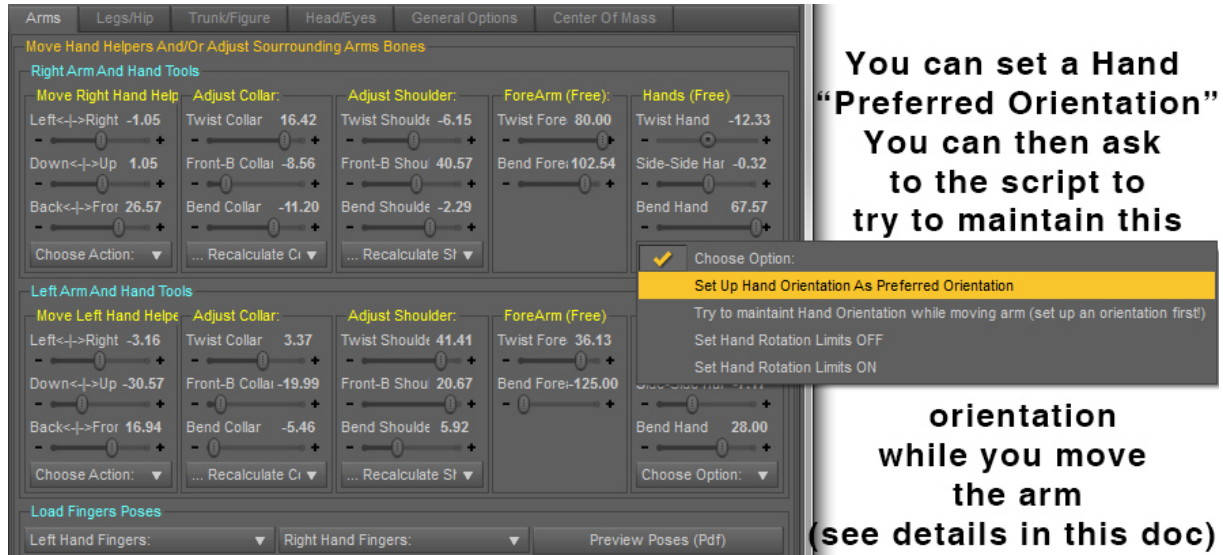 Arms Legs/Hip Trunk/Figure Head/Eyes General Options Center Of Mass
Move Hand Helpers And/Or Adjust Sourrounding Arms Bones
Right Arm And Hand Tools
Move Right Hand Help Adjust Collar: Adjust Shoulder: ForeArm (Free): Hands (Free)
Left<-|->Right -1.05 Twist Collar 16.42 Twist Shoulde -6.15 Twist Fore 80.00 Twist Hand -12.33
Down<-|->Up 1.05 Front-B Collar -8.56 Front-B Shoul 40.57 Bend Forei 102.54 Side-Side Har -0.32
Back<-|->Fror 26.57 Bend Collar -11.20 Bend Shoulde -2.29 Bend Hand 67.57
Choose Action: ... Recalculate Co ... Recalculate Sh
Choose Option:
Set Up Hand Orientation As Preferred Orientation
Try to maintaint Hand Orientation while moving arm (set up an orientation first!)
Set Hand Rotation Limits OFF
Set Hand Rotation Limits ON
Left Arm And Hand Tools
Move Left Hand Helpe Adjust Collar: Adjust Shoulder: ForeArm (Free)
Left<-|->Right -3.16 Twist Collar 3.37 Twist Shoulde 41.41 Twist Fore 36.13
Down<-|->Up -30.57 Front-B Collar -19.99 Front-B Shoul 20.67 Bend Forei -125.00
Back<-|->Fror 16.94 Bend Collar -5.46 Bend Shoulde 5.92 Bend Hand 28.00
Choose Action: ... Recalculate Co ... Recalculate Sh Choose Option:
Load Fingers Poses
Left Hand Fingers: Right Hand Fingers: Preview Poses (Pdf)
You can set a Hand
“Preferred Orientation”
You can then ask
to the script to
try to maintain this
orientation
while you move
the arm
(see details in this doc)